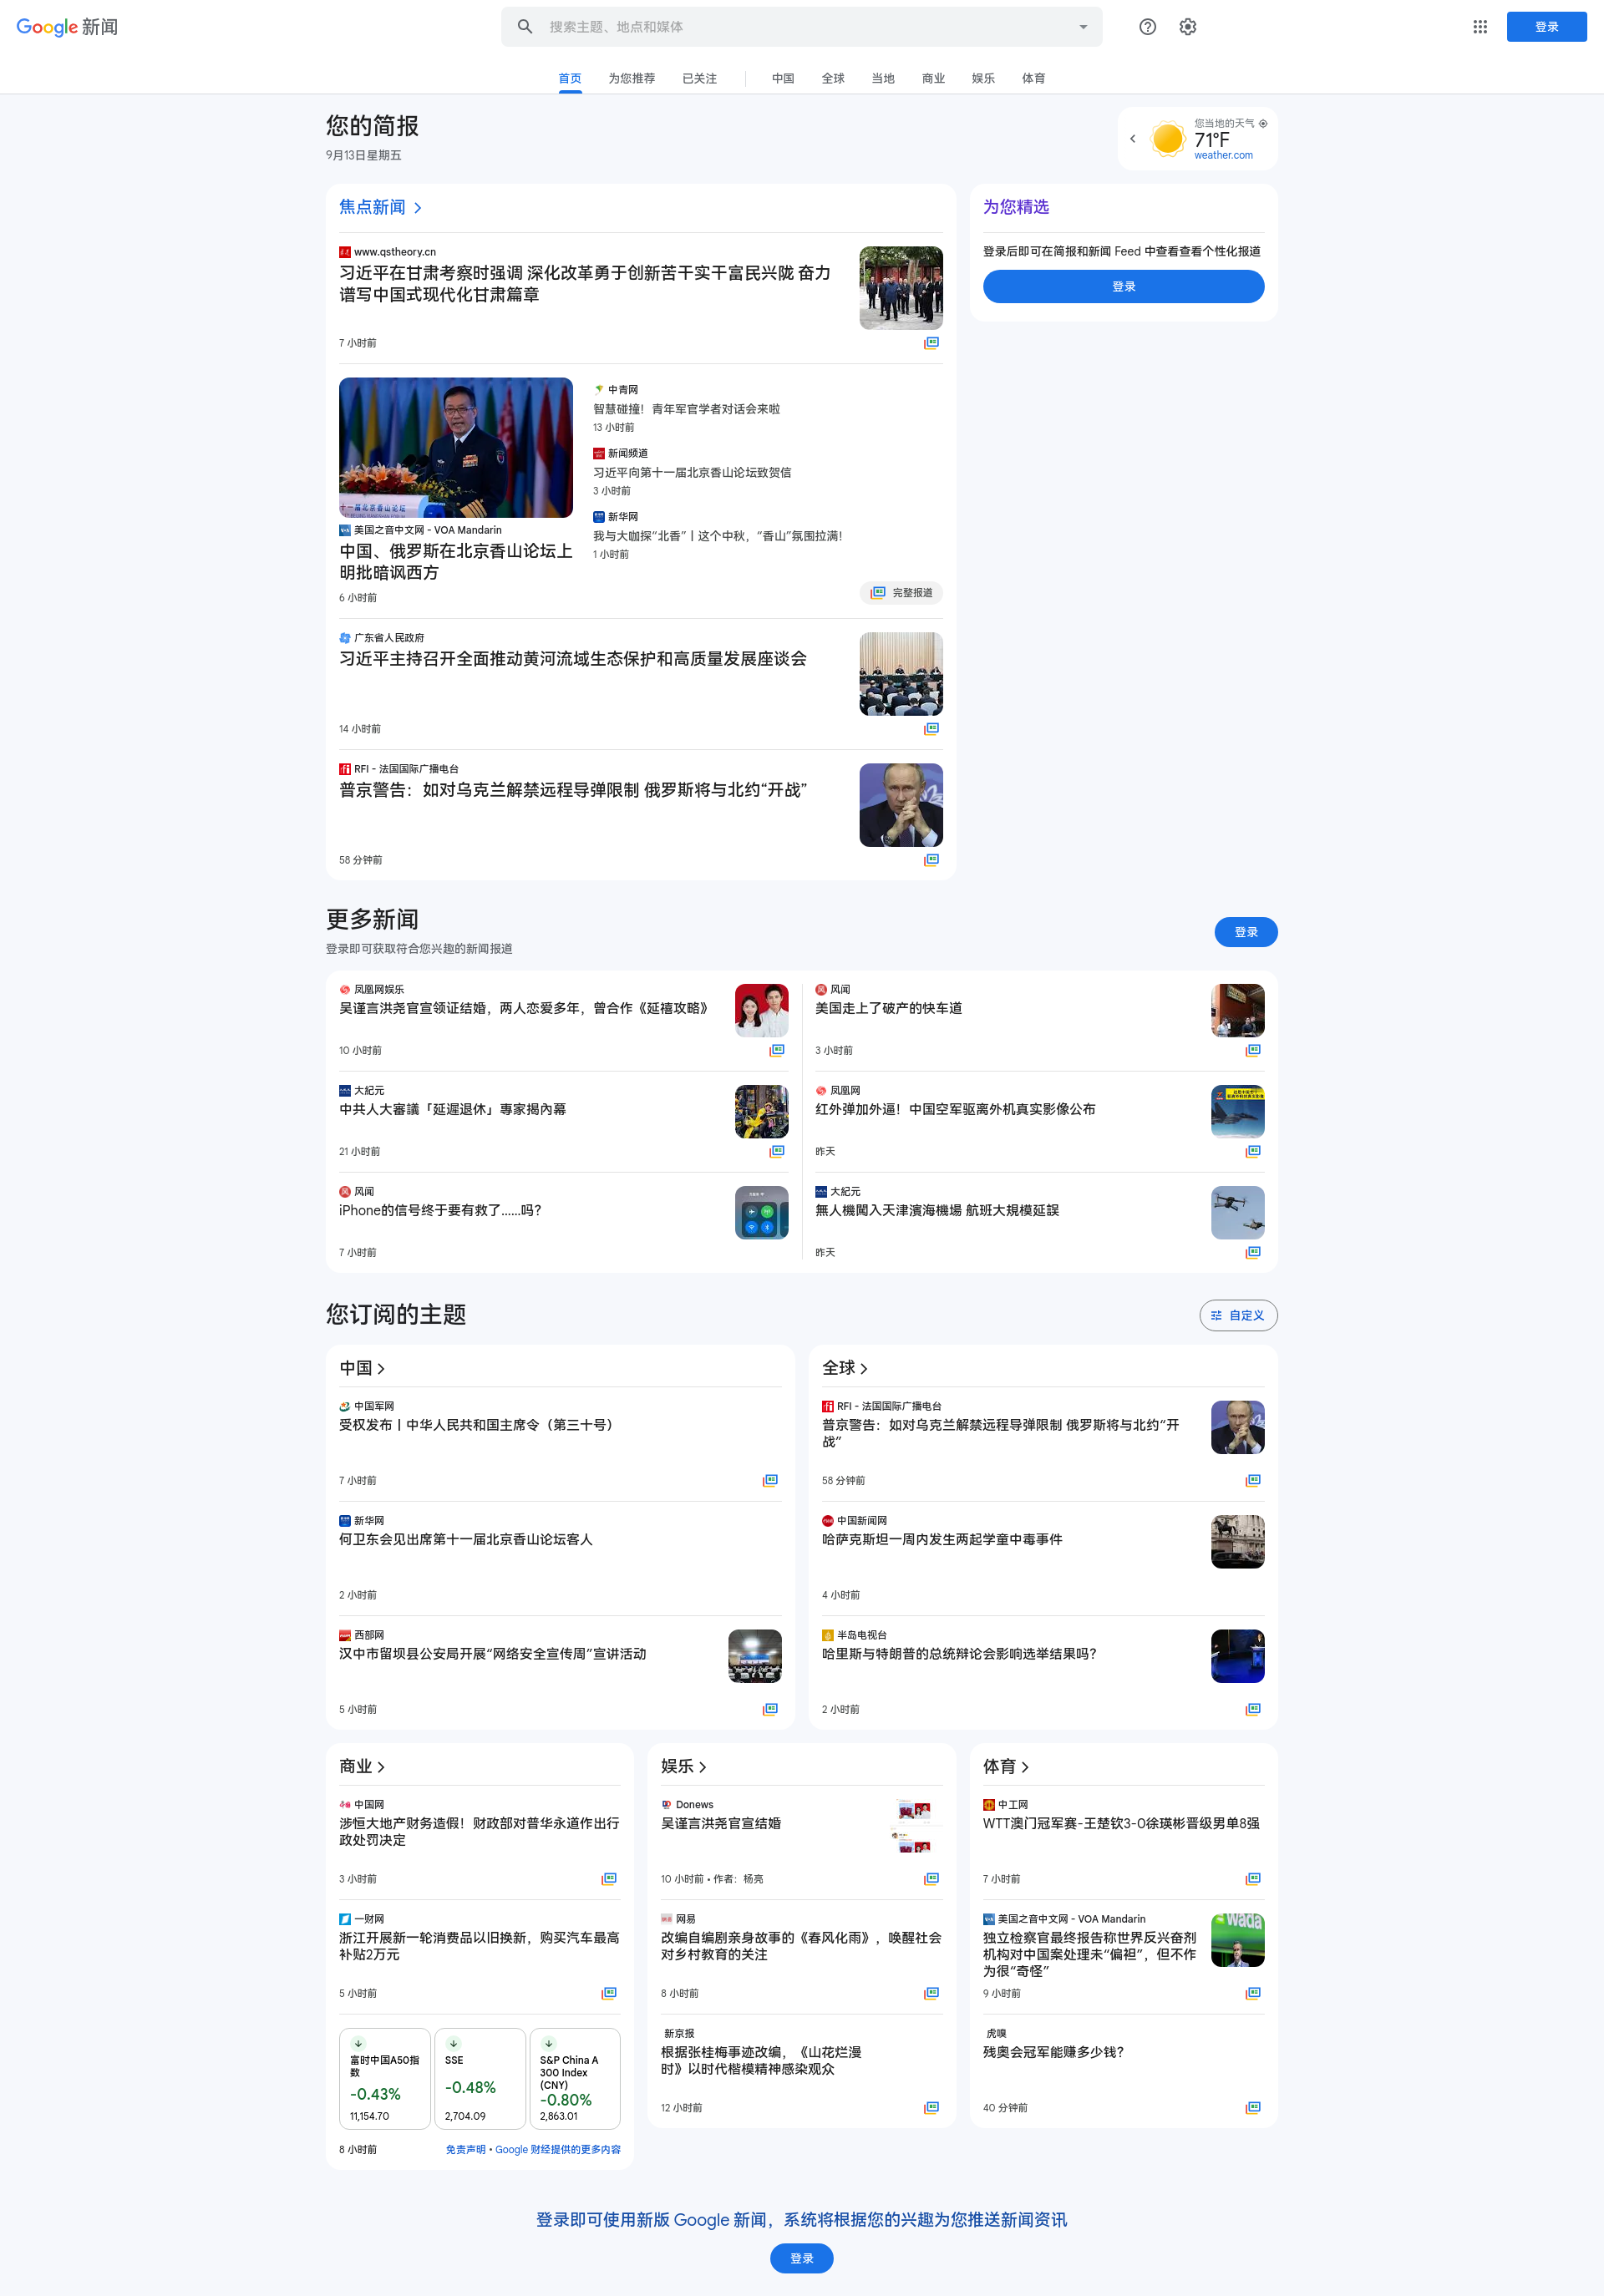 Google 新闻
搜索主题、地点和媒体
登录
首页
为您推荐
已关注
中国
全球
当地
商业
娱乐
体育
您的简报
9月13日星期五
您当地的天气
71°F
weather.com
焦点新闻
www.qstheory.cn
习近平在甘肃考察时强调 深化改革勇于创新苦干实干富民兴陇 奋力
谱写中国式现代化甘肃篇章
7 小时前
为您精选
登录后即可在简报和新闻 Feed 中查看查看个性化报道
登录
美国之音中文网 - VOA Mandarin
中国、俄罗斯在北京香山论坛上
明批暗讽西方
6 小时前
中青网
智慧碰撞！青年军官学者对话会来啦
13 小时前
新闻频道
习近平向第十一届北京香山论坛致贺信
3 小时前
新华网
我与大咖探“北香”丨这个中秋，“香山”氛围拉满！
1 小时前
完整报道
广东省人民政府
习近平主持召开全面推动黄河流域生态保护和高质量发展座谈会
14 小时前
RFI - 法国国际广播电台
普京警告：如对乌克兰解禁远程导弹限制 俄罗斯将与北约“开战”
58 分钟前
更多新闻
登录即可获取符合您兴趣的新闻报道
登录
凤凰网娱乐
吴谨言洪尧官宣领证结婚，两人恋爱多年，曾合作《延禧攻略》
10 小时前
风闻
美国走上了破产的快车道
3 小时前
大紀元
中共人大審議「延遲退休」專家揭內幕
21 小时前
凤凰网
红外弹加外逼！中国空军驱离外机真实影像公布
昨天
风闻
iPhone的信号终于要有救了……吗？
7 小时前
大紀元
無人機闖入天津濱海機場 航班大規模延誤
昨天
您订阅的主题
自定义
中国
中国军网
受权发布丨中华人民共和国主席令（第三十号）
7 小时前
新华网
何卫东会见出席第十一届北京香山论坛客人
2 小时前
西部网
汉中市留坝县公安局开展“网络安全宣传周”宣讲活动
5 小时前
全球
RFI - 法国国际广播电台
普京警告：如对乌克兰解禁远程导弹限制 俄罗斯将与北约“开
战”
58 分钟前
中国新闻网
哈萨克斯坦一周内发生两起学童中毒事件
4 小时前
半岛电视台
哈里斯与特朗普的总统辩论会影响选举结果吗？
2 小时前
商业
中国网
涉恒大地产财务造假！财政部对普华永道作出行
政处罚决定
3 小时前
一财网
浙江开展新一轮消费品以旧换新，购买汽车最高
补贴2万元
5 小时前
富时中国A50指
数
-0.43%
11,154.70
SSE
-0.48%
2,704.09
S&P China A
300 Index
(CNY)
-0.80%
2,863.01
8 小时前
免责声明 • Google 财经提供的更多内容
娱乐
Donews
吴谨言洪尧官宣结婚
10 小时前 • 作者：杨亮
网易
改编自编剧亲身故事的《春风化雨》，唤醒社会
对乡村教育的关注
8 小时前
新京报
根据张桂梅事迹改编，《山花烂漫
时》以时代楷模精神感染观众
12 小时前
体育
中工网
WTT澳门冠军赛-王楚钦3-0徐瑛彬晋级男单8强
7 小时前
美国之音中文网 - VOA Mandarin
独立检察官最终报告称世界反兴奋剂
机构对中国案处理未“偏袒”，但不作
为很“奇怪”
9 小时前
虎嗅
残奥会冠军能赚多少钱？
40 分钟前
登录即可使用新版 Google 新闻，系统将根据您的兴趣为您推送新闻资讯
登录